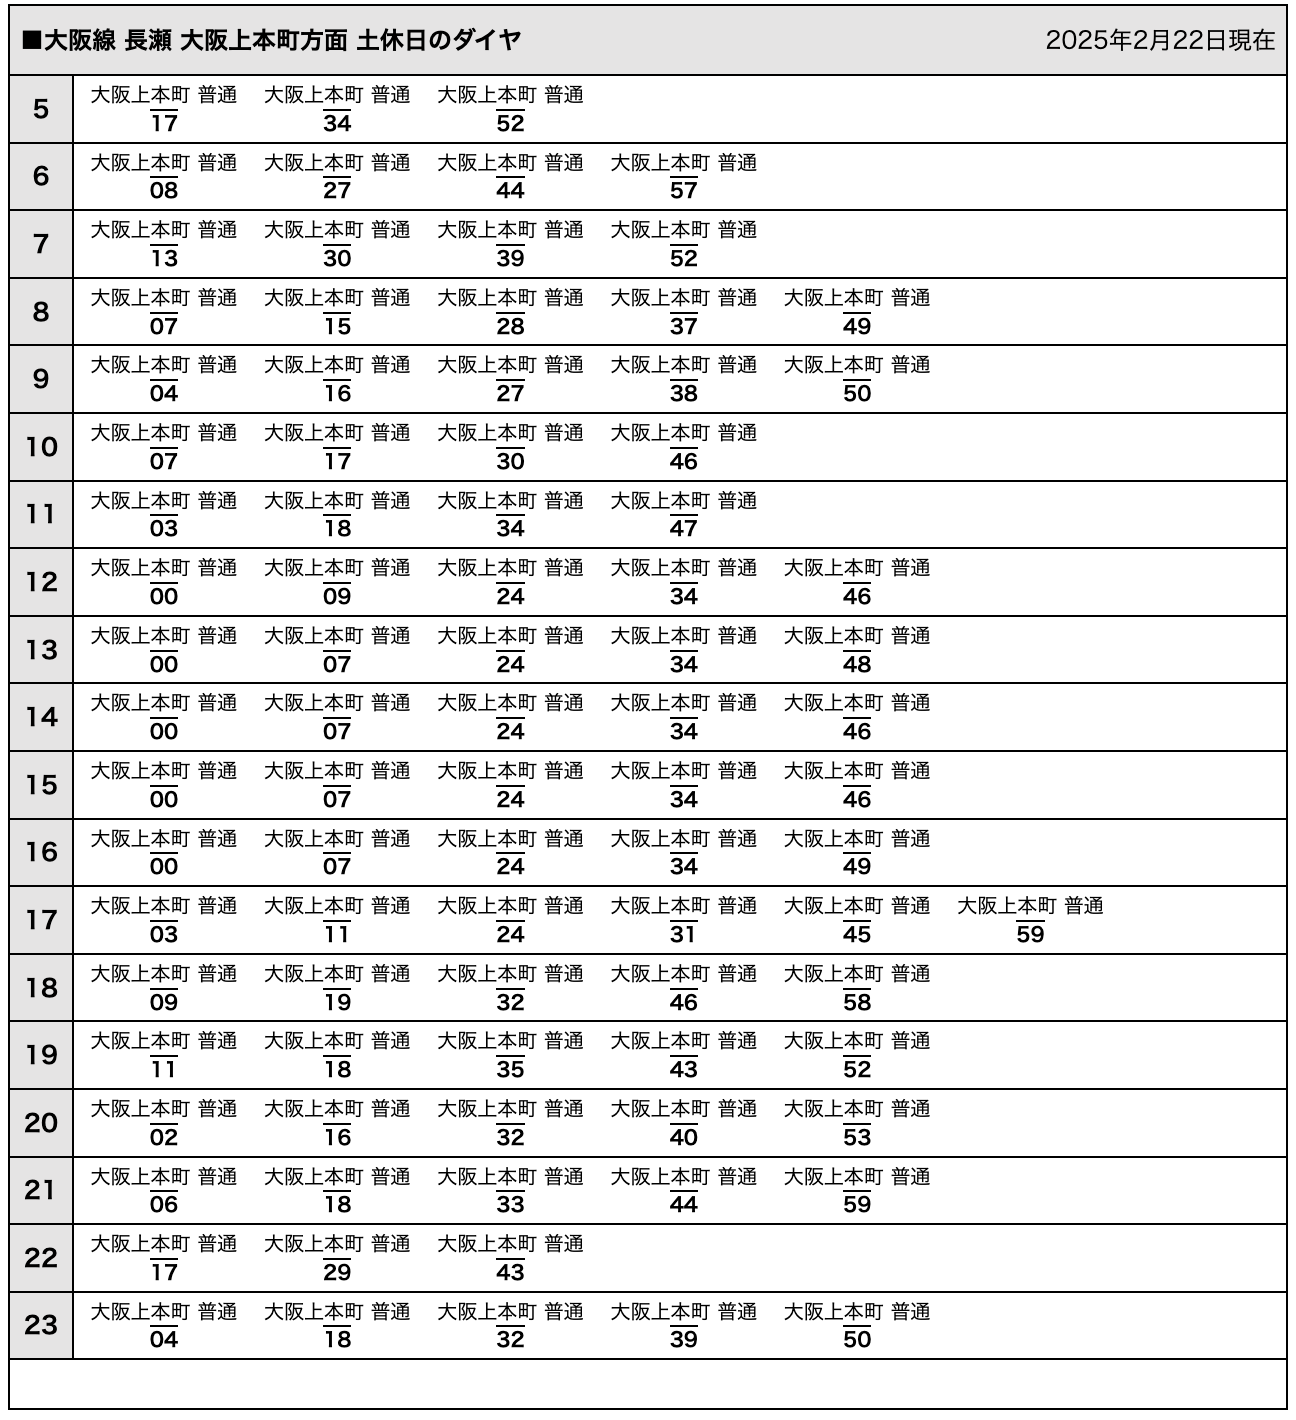 ■大阪線 長瀬 大阪上本町方面 土休日のダイヤ 2025年2月22日現在
5 大阪上本町 普通 大阪上本町 普通 大阪上本町 普通
17 34 52
6 大阪上本町 普通 大阪上本町 普通 大阪上本町 普通 大阪上本町 普通
08 27 44 57
7 大阪上本町 普通 大阪上本町 普通 大阪上本町 普通 大阪上本町 普通
13 30 39 52
8 大阪上本町 普通 大阪上本町 普通 大阪上本町 普通 大阪上本町 普通 大阪上本町 普通
07 15 28 37 49
9 大阪上本町 普通 大阪上本町 普通 大阪上本町 普通 大阪上本町 普通 大阪上本町 普通
04 16 27 38 50
10 大阪上本町 普通 大阪上本町 普通 大阪上本町 普通 大阪上本町 普通
07 17 30 46
11 大阪上本町 普通 大阪上本町 普通 大阪上本町 普通 大阪上本町 普通
03 18 34 47
12 大阪上本町 普通 大阪上本町 普通 大阪上本町 普通 大阪上本町 普通 大阪上本町 普通
00 09 24 34 46
13 大阪上本町 普通 大阪上本町 普通 大阪上本町 普通 大阪上本町 普通 大阪上本町 普通
00 07 24 34 48
14 大阪上本町 普通 大阪上本町 普通 大阪上本町 普通 大阪上本町 普通 大阪上本町 普通
00 07 24 34 46
15 大阪上本町 普通 大阪上本町 普通 大阪上本町 普通 大阪上本町 普通 大阪上本町 普通
00 07 24 34 46
16 大阪上本町 普通 大阪上本町 普通 大阪上本町 普通 大阪上本町 普通 大阪上本町 普通
00 07 24 34 49
17 大阪上本町 普通 大阪上本町 普通 大阪上本町 普通 大阪上本町 普通 大阪上本町 普通 大阪上本町 普通
03 11 24 31 45 59
18 大阪上本町 普通 大阪上本町 普通 大阪上本町 普通 大阪上本町 普通 大阪上本町 普通
09 19 32 46 58
19 大阪上本町 普通 大阪上本町 普通 大阪上本町 普通 大阪上本町 普通 大阪上本町 普通
11 18 35 43 52
20 大阪上本町 普通 大阪上本町 普通 大阪上本町 普通 大阪上本町 普通 大阪上本町 普通
02 16 32 40 53
21 大阪上本町 普通 大阪上本町 普通 大阪上本町 普通 大阪上本町 普通 大阪上本町 普通
06 18 33 44 59
22 大阪上本町 普通 大阪上本町 普通 大阪上本町 普通
17 29 43
23 大阪上本町 普通 大阪上本町 普通 大阪上本町 普通 大阪上本町 普通 大阪上本町 普通
04 18 32 39 50